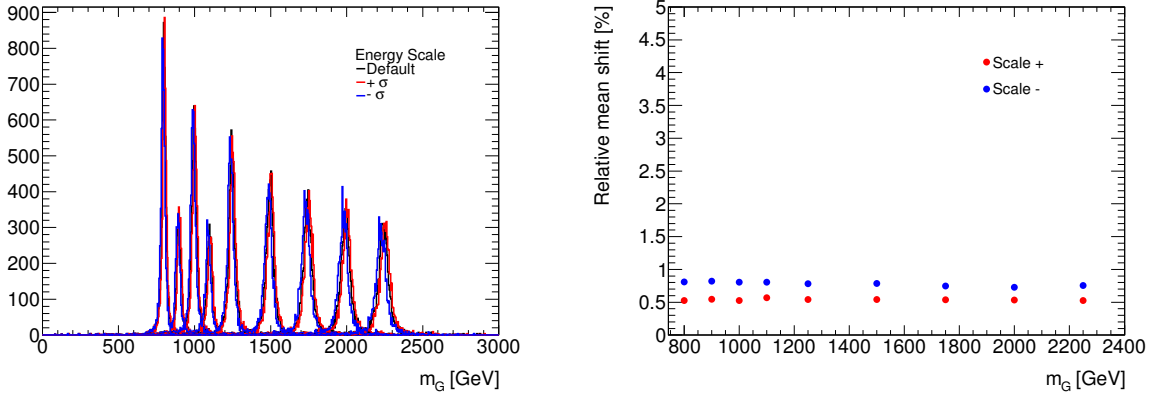 900
800
700
600
500
400
300
200
100
0
Energy Scale
Default
+ σ
- σ
0 500 1000 1500 2000 2500 3000
m_G [GeV]
Relative mean shift [%]
5
4.5
4
3.5
3
2.5
2
1.5
1
0.5
0
Scale +
Scale -
800 1000 1200 1400 1600 1800 2000 2200 2400
m_G [GeV]